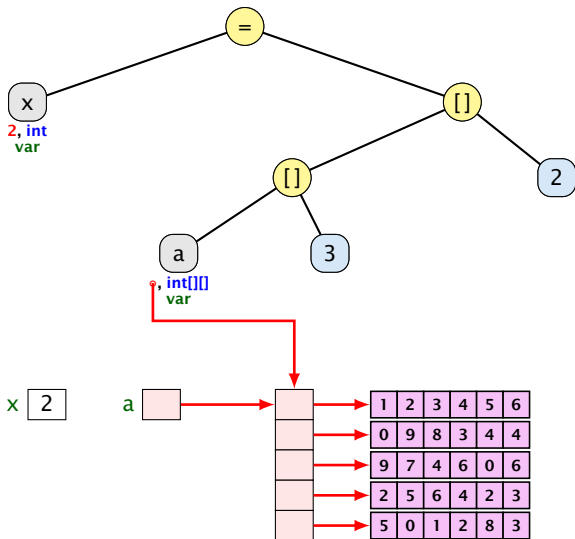 =
x
[]
2, int
var
[]
2
a
3
, int[][]
var
x 2 a
1 2 3 4 5 6
0 9 8 3 4 4
9 7 4 6 0 6
2 5 6 4 2 3
5 0 1 2 8 3